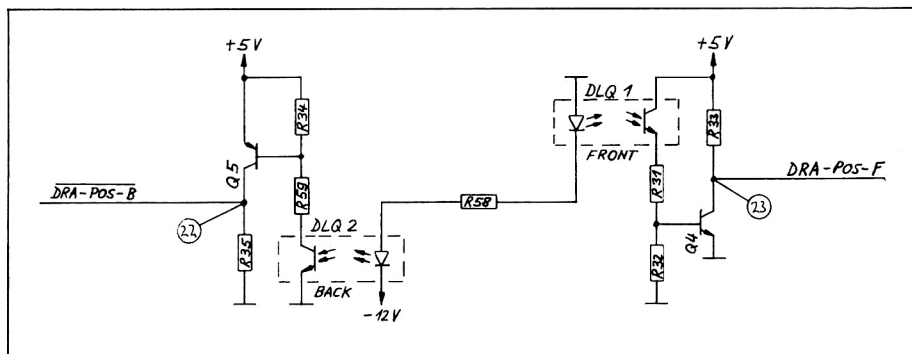 +5V
+5V
DLQ 1
R34
R33
Q5
FRONT
R31
DRA-POS-F
DRA-POS-B
R59
R58
23
22
DLQ 2
Q4
R35
R32
BACK
-12V